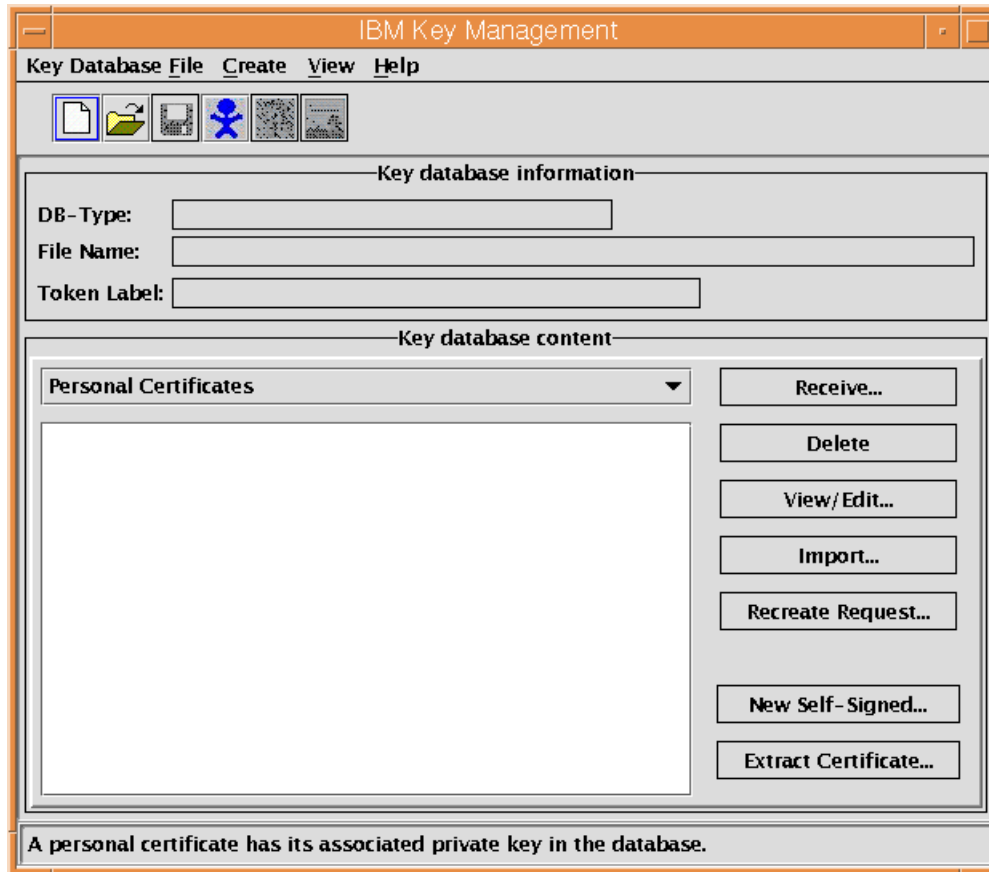 IBM Key Management
Key Database File Create View Help
Key database information
DB-Type:
File Name:
Token Label:
Key database content
Personal Certificates
Receive...
Delete
View/Edit...
Import...
Recreate Request...
New Self-Signed...
Extract Certificate...
A personal certificate has its associated private key in the database.